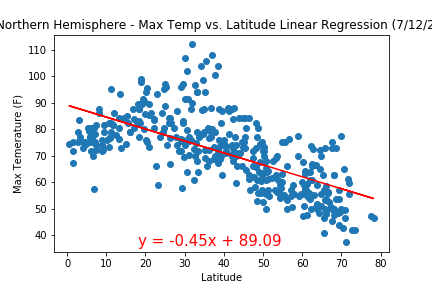 Northern Hemisphere - Max Temp vs. Latitude Linear Regression (7/12/2
110
100
90
80
70
60
50
40
Max Temerature (F)
y = -0.45x + 89.09
0 10 20 30 40 50 60 70 80
Latitude